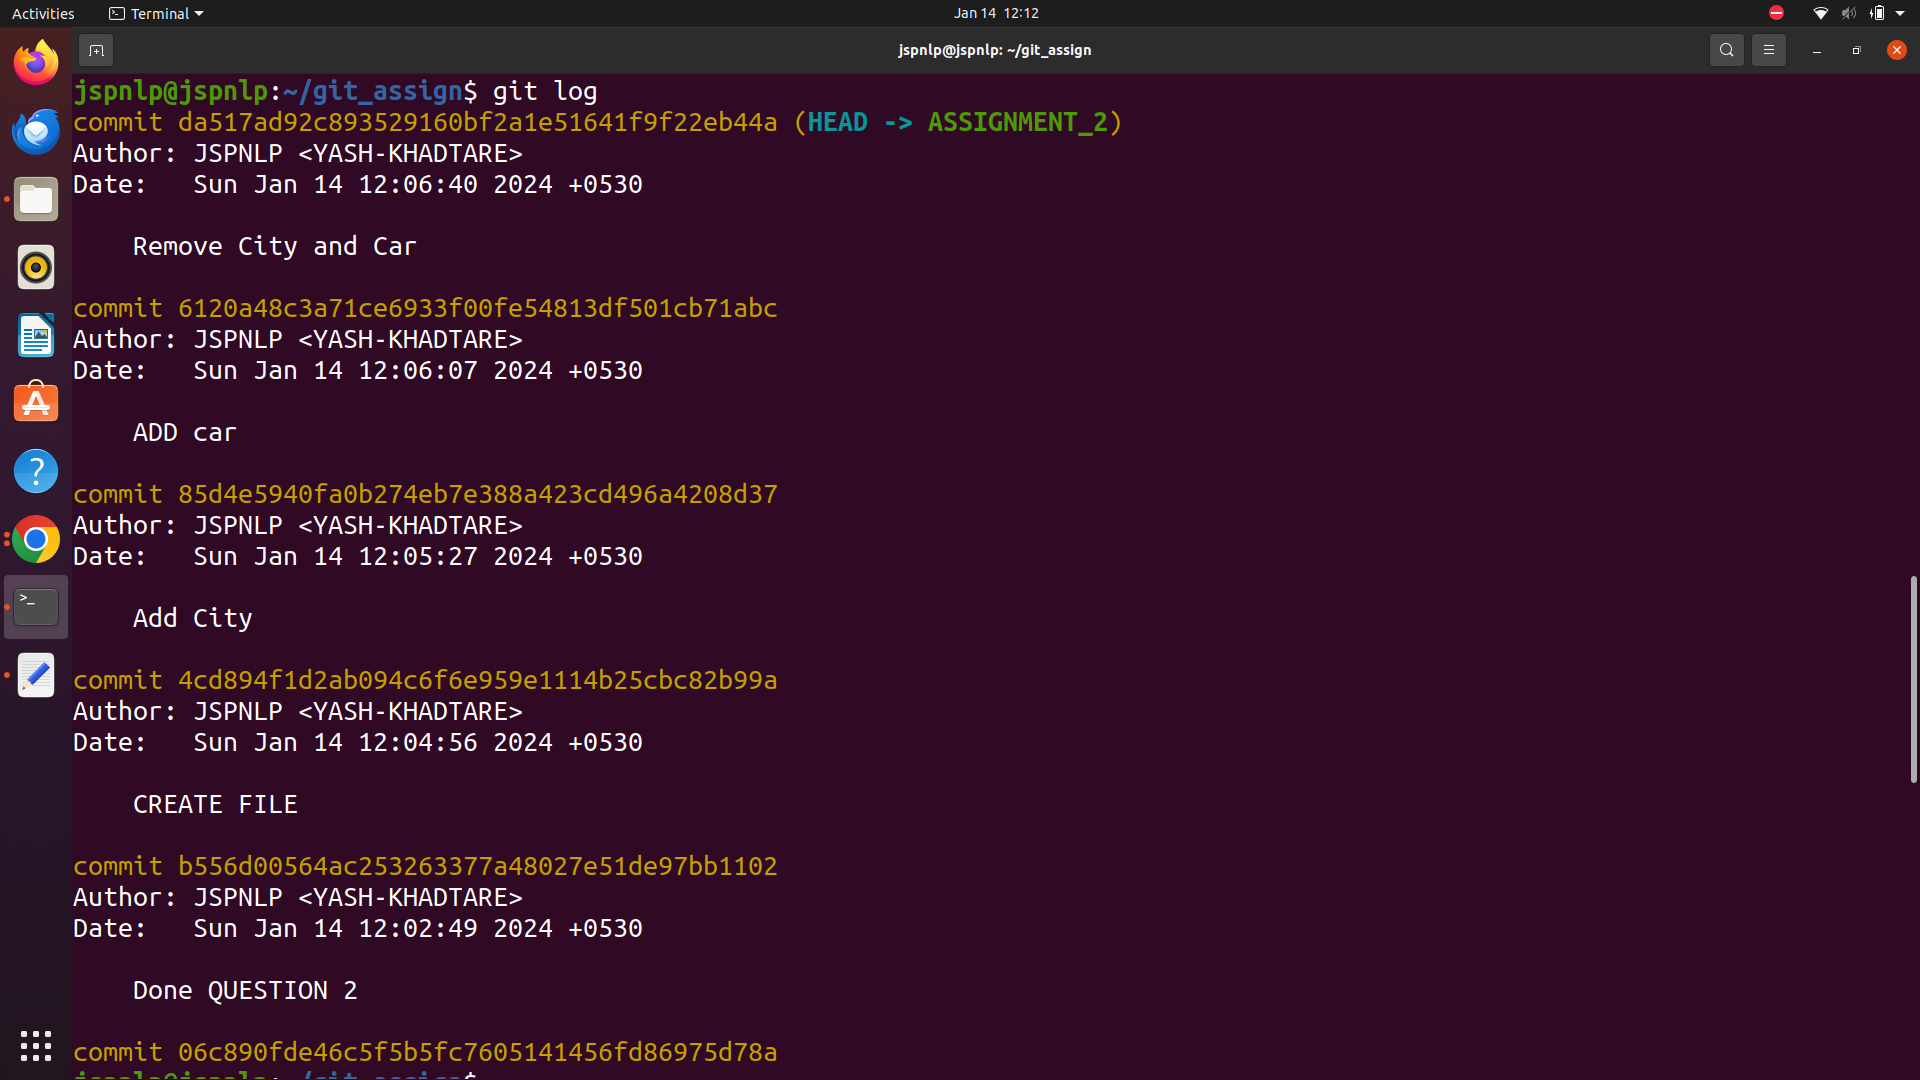 Activities Terminal Jan 14 12:12
jspnlp@jspnlp: ~/git_assign
jspnlp@jspnlp:~/git_assign$ git log
commit da517ad92c893529160bf2a1e51641f9f22eb44a (HEAD -> ASSIGNMENT_2)
Author: JSPNLP <YASH-KHADTARE>
Date:   Sun Jan 14 12:06:40 2024 +0530
    Remove City and Car
commit 6120a48c3a71ce6933f00fe54813df501cb71abc
Author: JSPNLP <YASH-KHADTARE>
Date:   Sun Jan 14 12:06:07 2024 +0530
    ADD car
commit 85d4e5940fa0b274eb7e388a423cd496a4208d37
Author: JSPNLP <YASH-KHADTARE>
Date:   Sun Jan 14 12:05:27 2024 +0530
    Add City
commit 4cd894f1d2ab094c6f6e959e1114b25cbc82b99a
Author: JSPNLP <YASH-KHADTARE>
Date:   Sun Jan 14 12:04:56 2024 +0530
    CREATE FILE
commit b556d00564ac253263377a48027e51de97bb1102
Author: JSPNLP <YASH-KHADTARE>
Date:   Sun Jan 14 12:02:49 2024 +0530
    Done QUESTION 2
commit 06c890fde46c5f5b5fc7605141456fd86975d78a
jspnlp@jspnlp:~/git_assign$